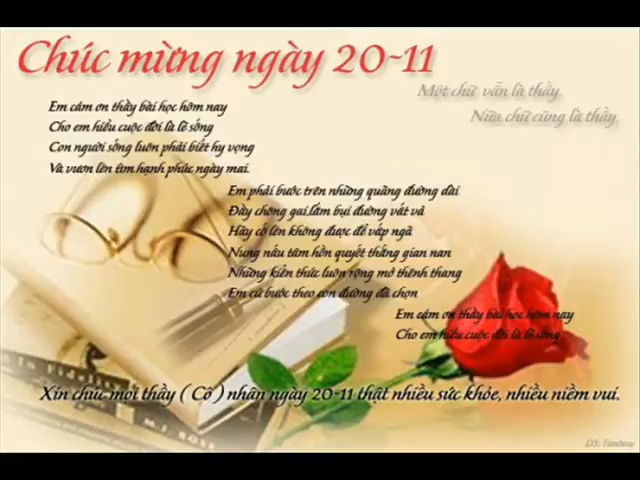 Chúc mừng ngày 20-11
Một chữ vẫn là thầy,
Nửa chữ cũng là thầy,
Em cám ơn thầy bài học hôm nay
Cho em hiểu cuộc đời là lẽ sống
Con người sống luôn phải biết hy vọng
Và vươn lên tìm hạnh phúc ngày mai.
Em phải bước trên những quãng đường dài
Đầy chông gai,lấm bụi đường vất vả
Hãy cố lên không được để vấp ngã
Nung nấu tâm hồn quyết thắng gian nan
Những kiến thức luôn rộng mở thênh thang
Em cứ bước theo con đường đã chọn
Em cám ơn thầy bài học hôm nay
Cho em hiểu cuộc đời là lẽ sống
Xin chúc mọi thầy ( Cô ) nhân ngày 20-11 thật nhiều sức khỏe, nhiều niềm vui.
M.J. ROSE
DS: Fantasy